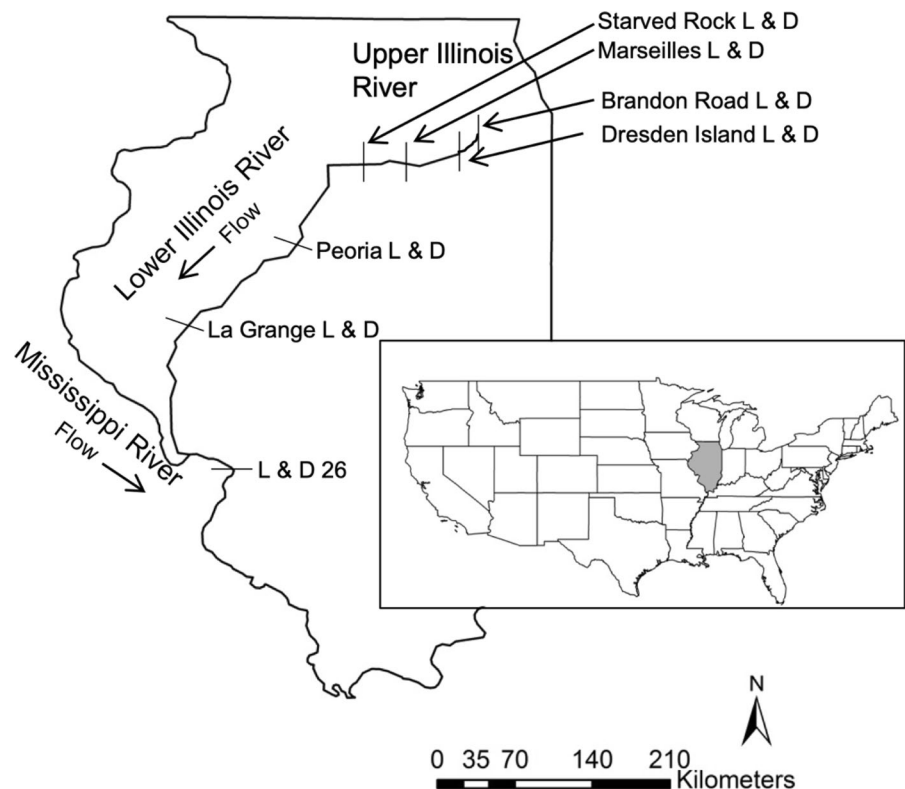 Starved Rock L & D
Upper Illinois
River
Marseilles L & D
Brandon Road L & D
Dresden Island L & D
Lower Illinois River
Flow
Peoria L & D
La Grange L & D
Mississippi River
Flow
L & D 26
N
0 35 70 140 210
Kilometers